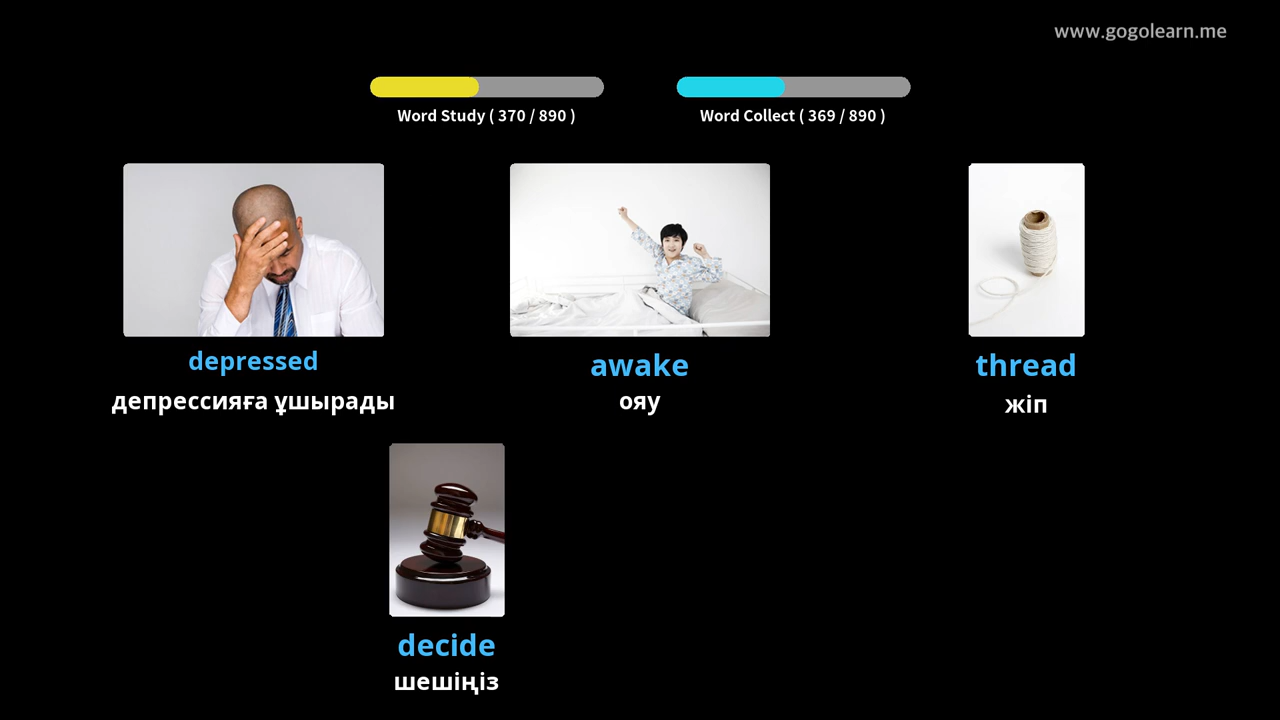 www.gogolearn.me
Word Study ( 370 / 890 )
Word Collect ( 369 / 890 )
depressed
депрессияға ұшырады
awake
ояу
thread
жіп
decide
шешіңіз